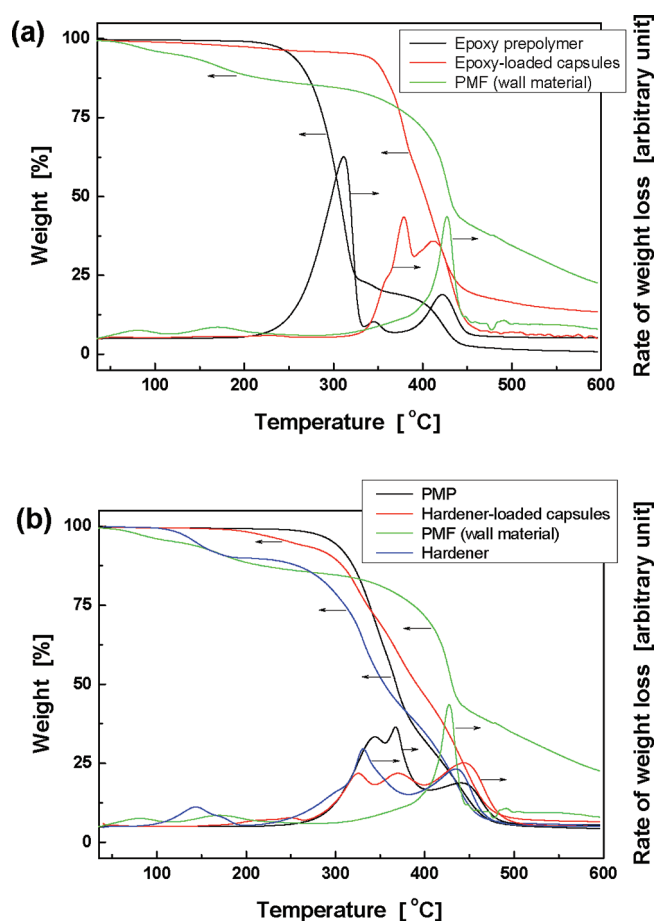 (a)
Epoxy prepolymer
Epoxy-loaded capsules
PMF (wall material)
Weight [%]
Rate of weight loss [arbitrary unit]
100
75
50
25
0
100
200
300
400
500
600
Temperature [°C]
(b)
PMP
Hardener-loaded capsules
PMF (wall material)
Hardener
Weight [%]
Rate of weight loss [arbitrary unit]
100
75
50
25
0
100
200
300
400
500
600
Temperature [°C]